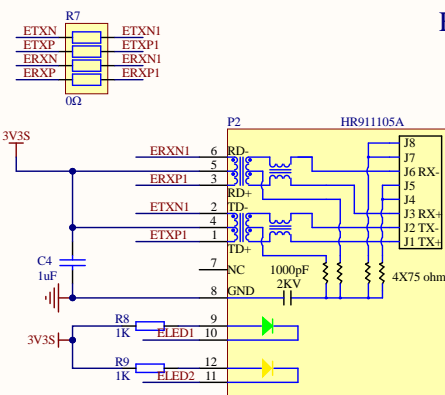 R7
ETXN ETXN1
ETXP ETXP1
ERXN ERXN1
ERXP ERXP1
0Ω
P2 HR911105A
3V3S
J8
J7
ERXN1 6 RD- J6 RX-
5 J5
ERXP1 3 RD+ J4
ETXN1 2 TD- J3 RX+
4 J2 TX-
ETXP1 1 TD+ J1 TX+
C4
1uF
7 NC
1000pF
2KV
4X75 ohm
8 GND
R8 9
1K ELED1 10
3V3S
R9 12
1K ELED2 11